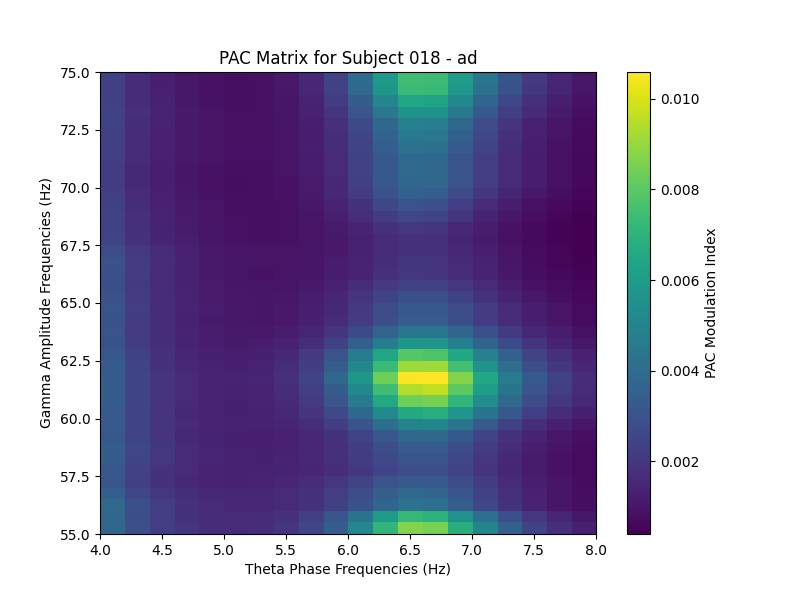 PAC Matrix for Subject 018 - ad
75.0
72.5
70.0
67.5
65.0
62.5
60.0
57.5
55.0
Gamma Amplitude Frequencies (Hz)
4.0 4.5 5.0 5.5 6.0 6.5 7.0 7.5 8.0
Theta Phase Frequencies (Hz)
0.010
0.008
0.006
0.004
0.002
PAC Modulation Index